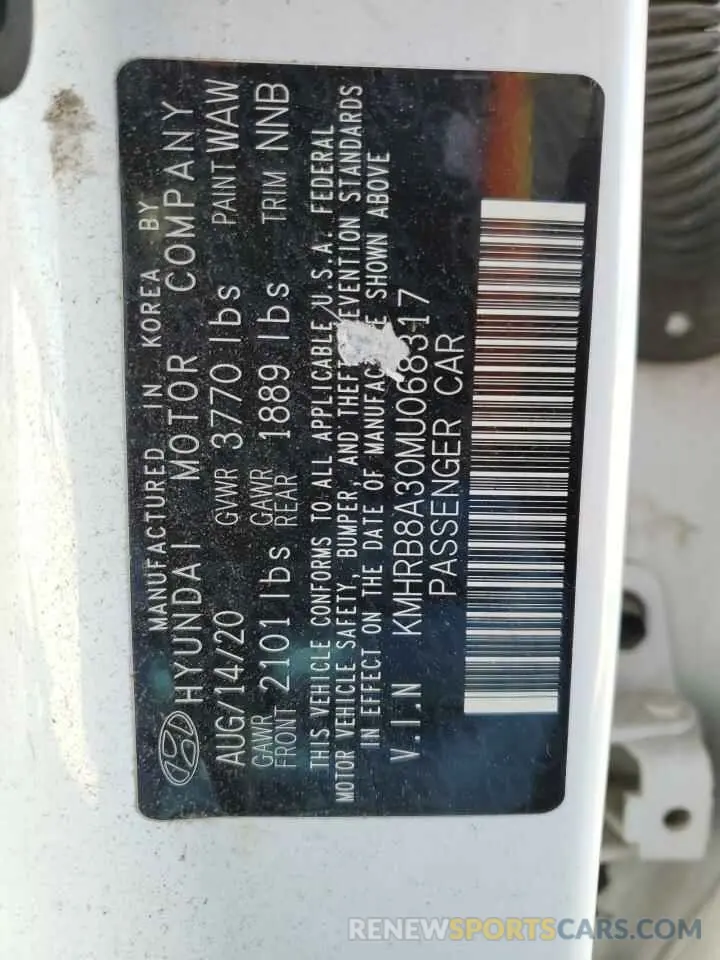 MANUFACTURED IN KOREA BY
HYUNDAI MOTOR COMPANY
AUG/14/20 GVWR 3770 lbs PAINT WAW
GAWR FRONT 2101 lbs GAWR REAR 1889 lbs TRIM NNB
THIS VEHICLE CONFORMS TO ALL APPLICABLE U.S.A. FEDERAL
MOTOR VEHICLE SAFETY, BUMPER, AND THEFT EVENTION STANDARDS
IN EFFECT ON THE DATE OF MANUFAC E SHOWN ABOVE
V.I.N KMHRB8A30MU068317
PASSENGER CAR
RENEWSPORTSCARS.COM